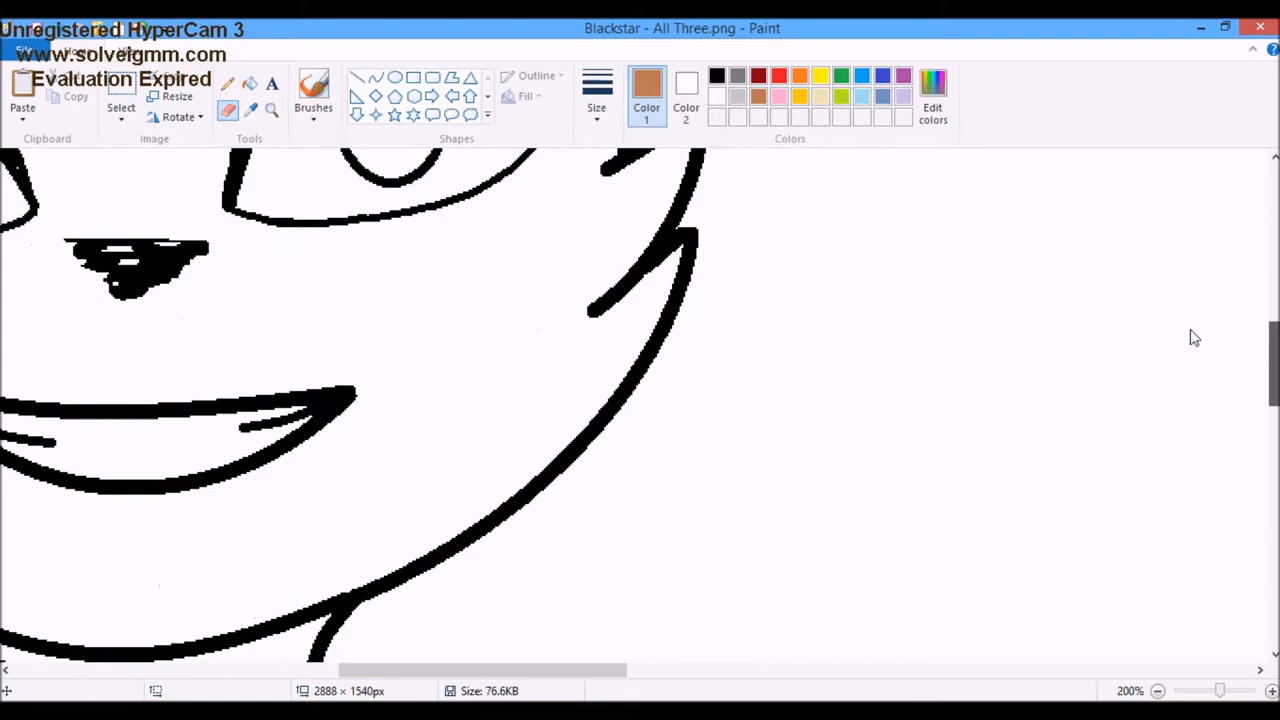 Unregistered HyperCam 3
www.solveigmm.com
Evaluation Expired
Blackstar - All Three.png - Paint
Paste
Copy
Clipboard
Select
Resize
Rotate
Image
Tools
Brushes
Outline
Fill
Shapes
Size
Color 1
Color 2
Edit colors
Colors
2888 × 1540px
Size: 76.6KB
200%